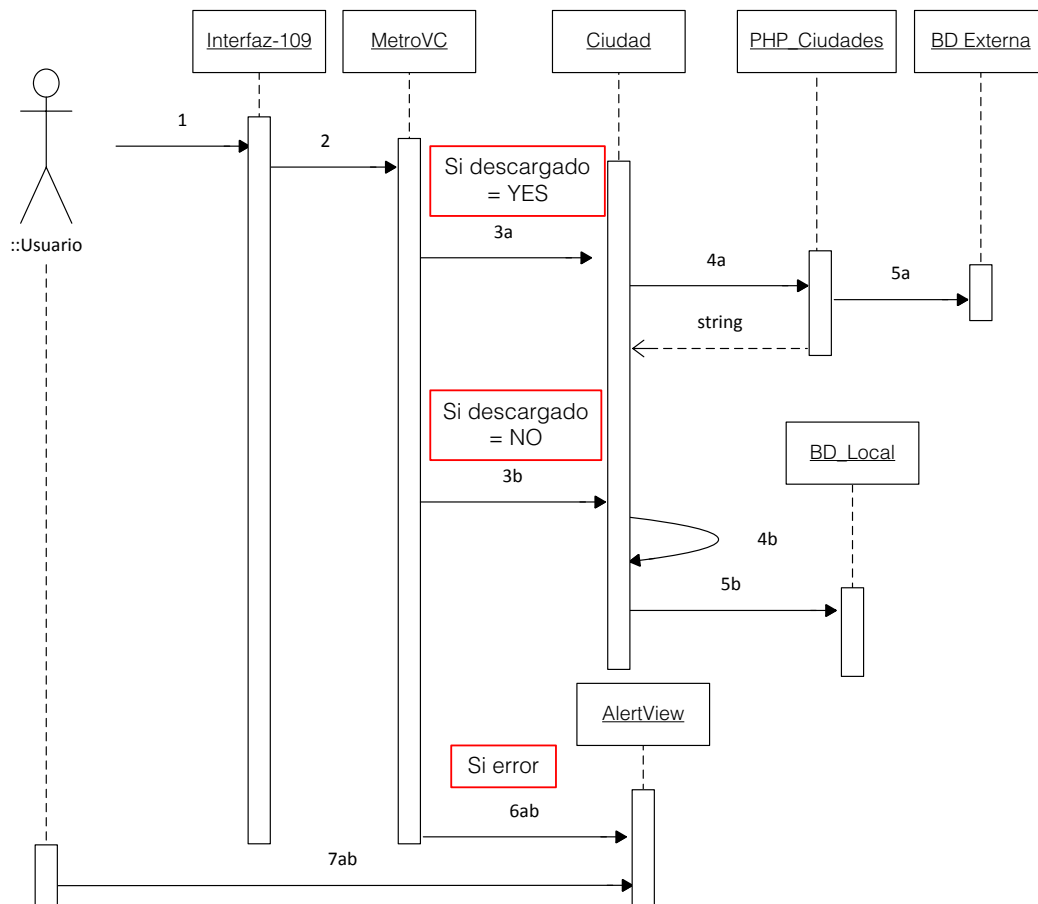 Interfaz-109
MetroVC
Ciudad
PHP_Ciudades
BD Externa
1
2
Si descargado
= YES
::Usuario
3a
4a
5a
string
Si descargado
= NO
BD_Local
3b
4b
5b
AlertView
Si error
6ab
7ab